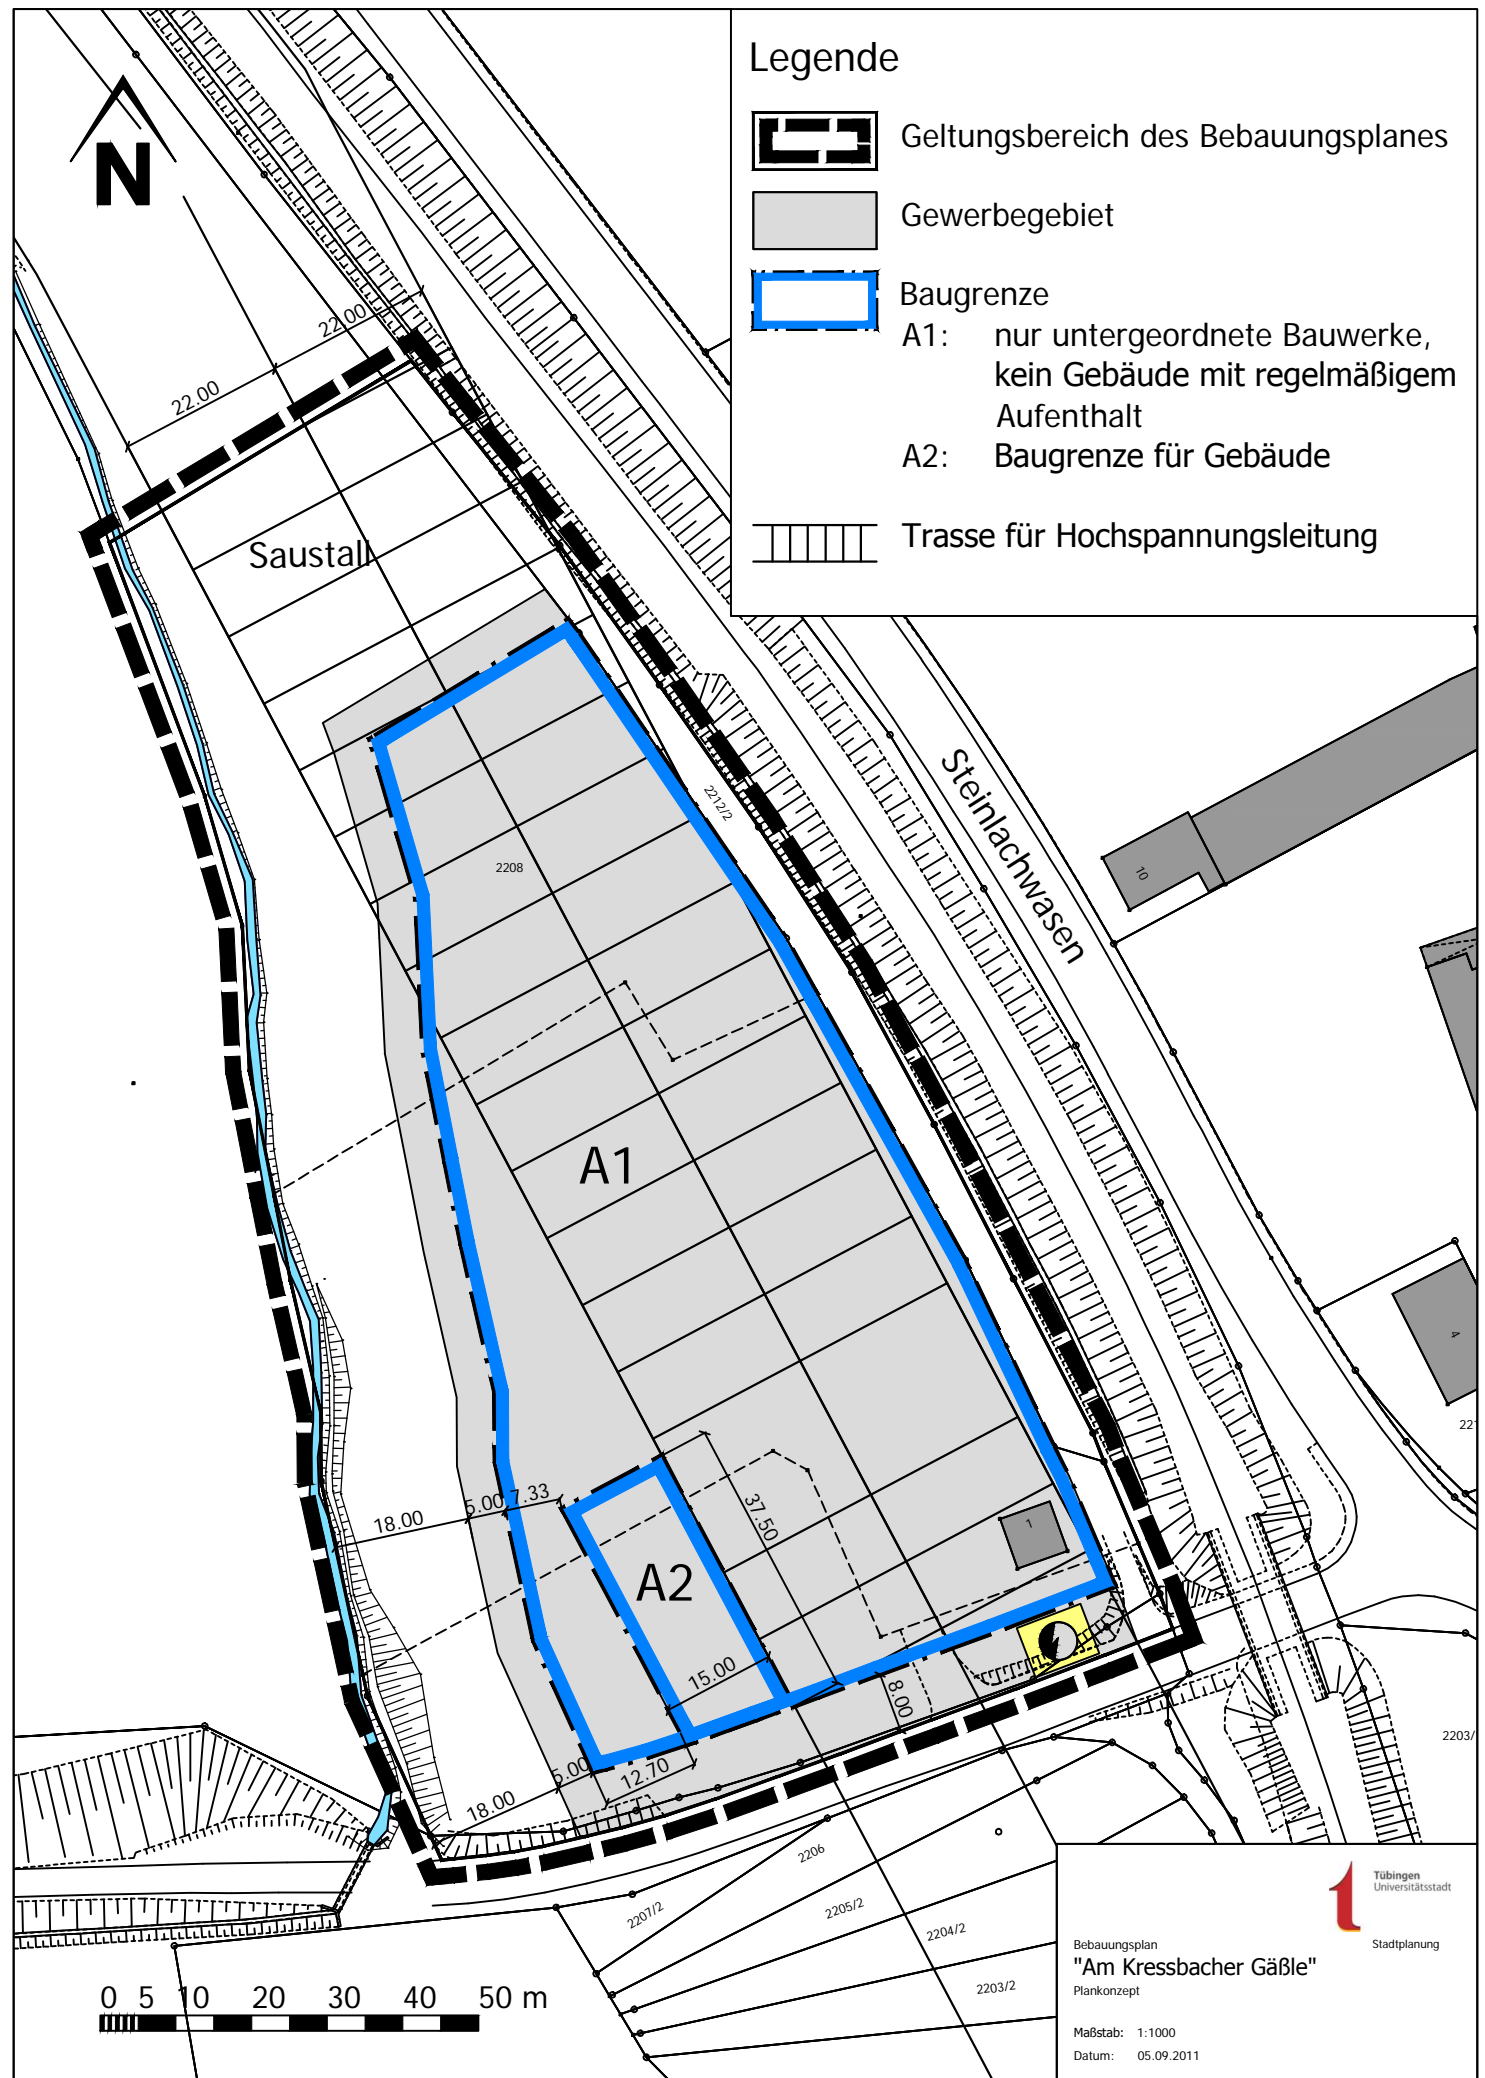 Legende
Geltungsbereich des Bebauungsplanes
Gewerbegebiet
Baugrenze
A1: nur untergeordnete Bauwerke,
kein Gebäude mit regelmäßigem
Aufenthalt
A2: Baugrenze für Gebäude
Trasse für Hochspannungsleitung
N
22.00
22.00
Saustall
2212/2
2208
Steinlachwasen
10
A1
4
37.50
5.00
7.33
18.00
1
A2
15.00
8.00
5.00
12.70
18.00
2203/
2206
2207/2
2205/2
2204/2
2203/2
0 5 10 20 30 40 50 m
Tübingen
Universitätsstadt
Stadtplanung
Bebauungsplan
"Am Kressbacher Gäßle"
Plankonzept
Maßstab: 1:1000
Datum: 05.09.2011